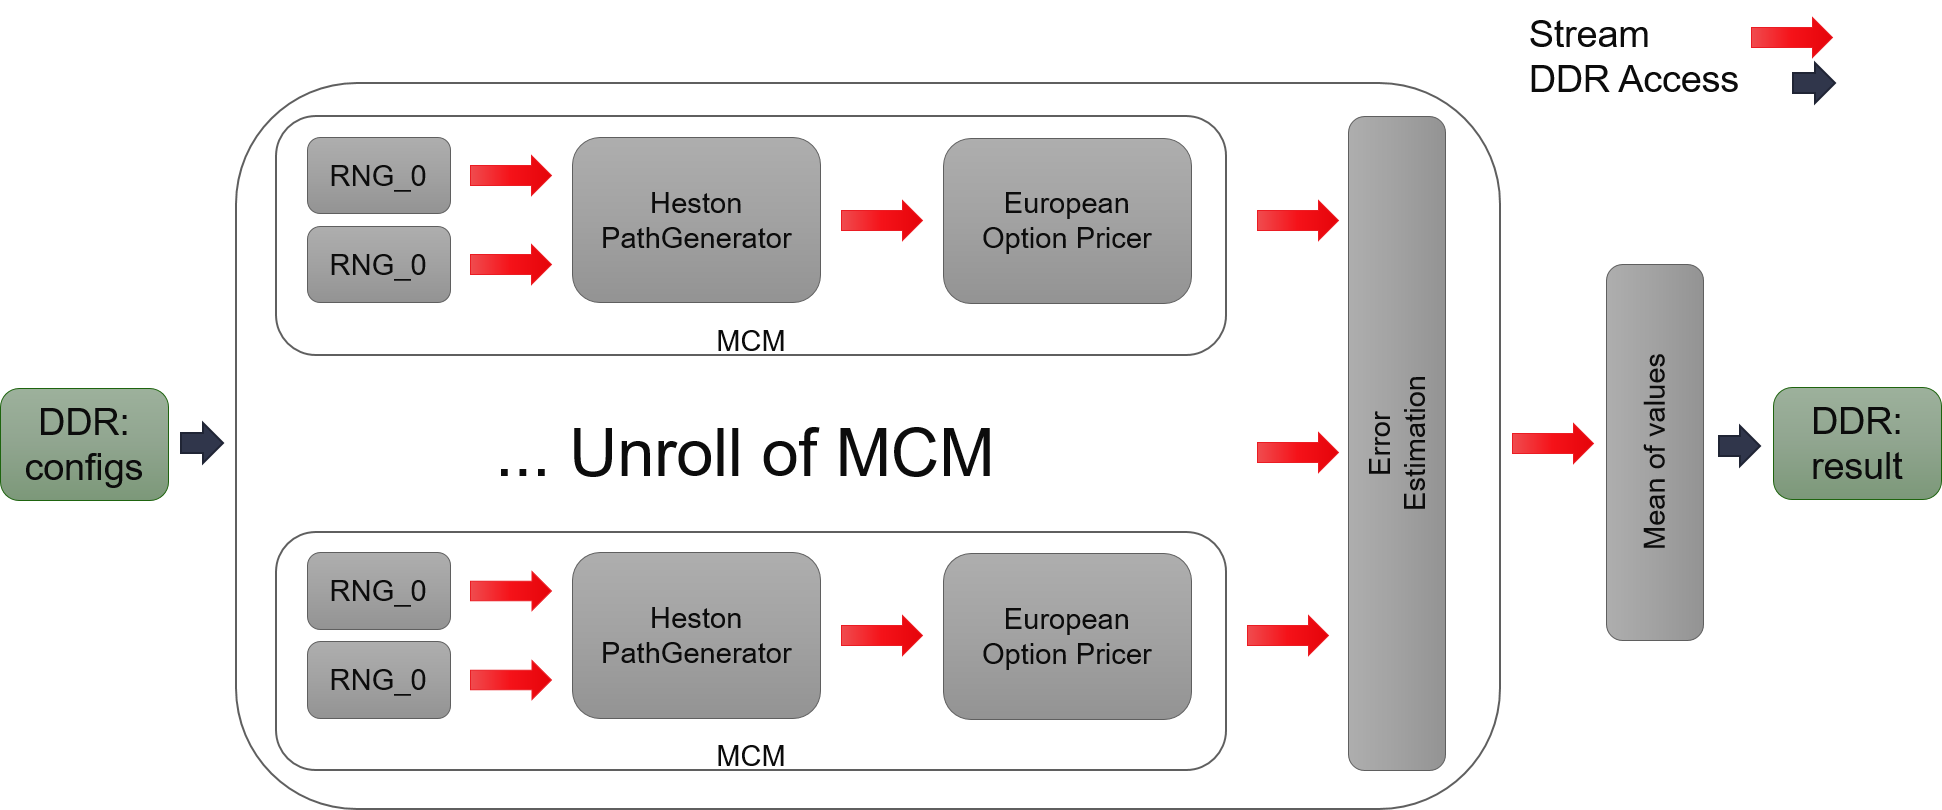 Stream
DDR Access
RNG_0
RNG_0
Heston
PathGenerator
European
Option Pricer
MCM
DDR:
configs
... Unroll of MCM
RNG_0
RNG_0
Heston
PathGenerator
European
Option Pricer
MCM
Error
Estimation
Mean of values
DDR:
result